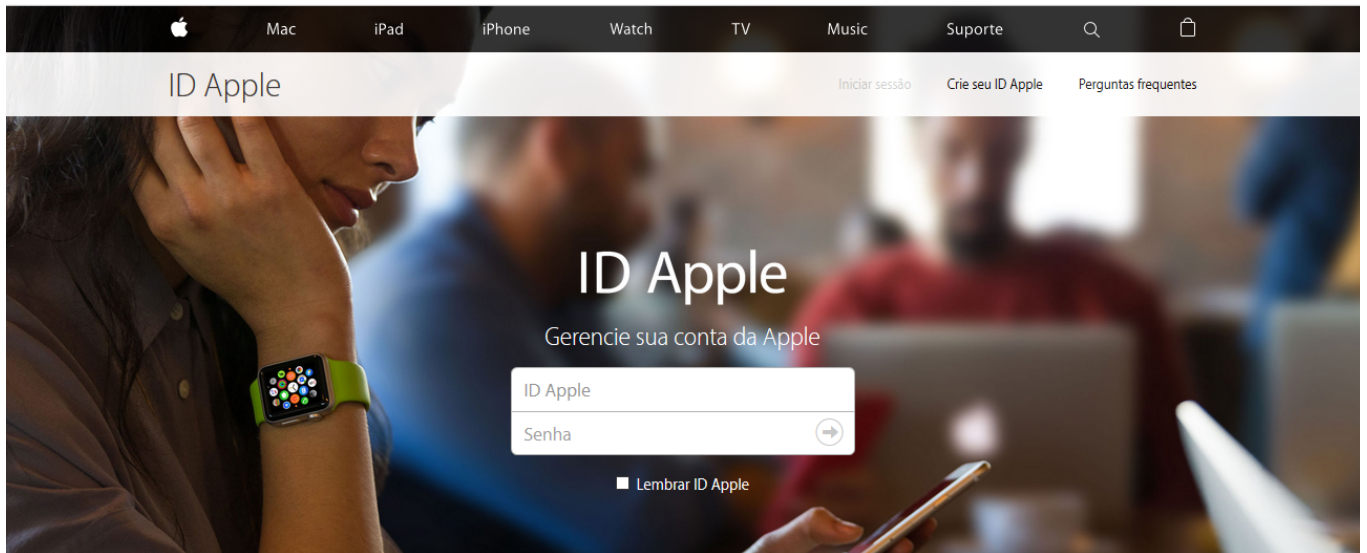 Mac iPad iPhone Watch TV Music Suporte
ID Apple Iniciar sessão Crie seu ID Apple Perguntas frequentes
ID Apple
Gerencie sua conta da Apple
ID Apple
Senha
Lembrar ID Apple